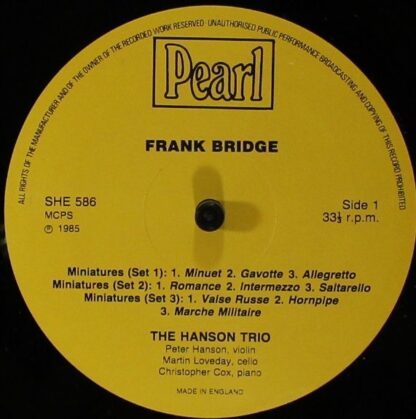 ALL RIGHTS OF THE MANUFACTURER AND OF THE OWNER OF THE RECORDED WORK RESERVED · UNAUTHORISED PUBLIC PERFORMANCE BROADCASTING AND COPYING OF THIS RECORD PROHIBITED
Pearl
FRANK BRIDGE
SHE 586
MCPS
℗ 1985
Side 1
33⅓ r.p.m.
Miniatures (Set 1): 1. Minuet 2. Gavotte 3. Allegretto
Miniatures (Set 2): 1. Romance 2. Intermezzo 3. Saltarello
Miniatures (Set 3): 1. Valse Russe 2. Hornpipe
3. Marche Militaire
THE HANSON TRIO
Peter Hanson, violin
Martin Loveday, cello
Christopher Cox, piano
MADE IN ENGLAND